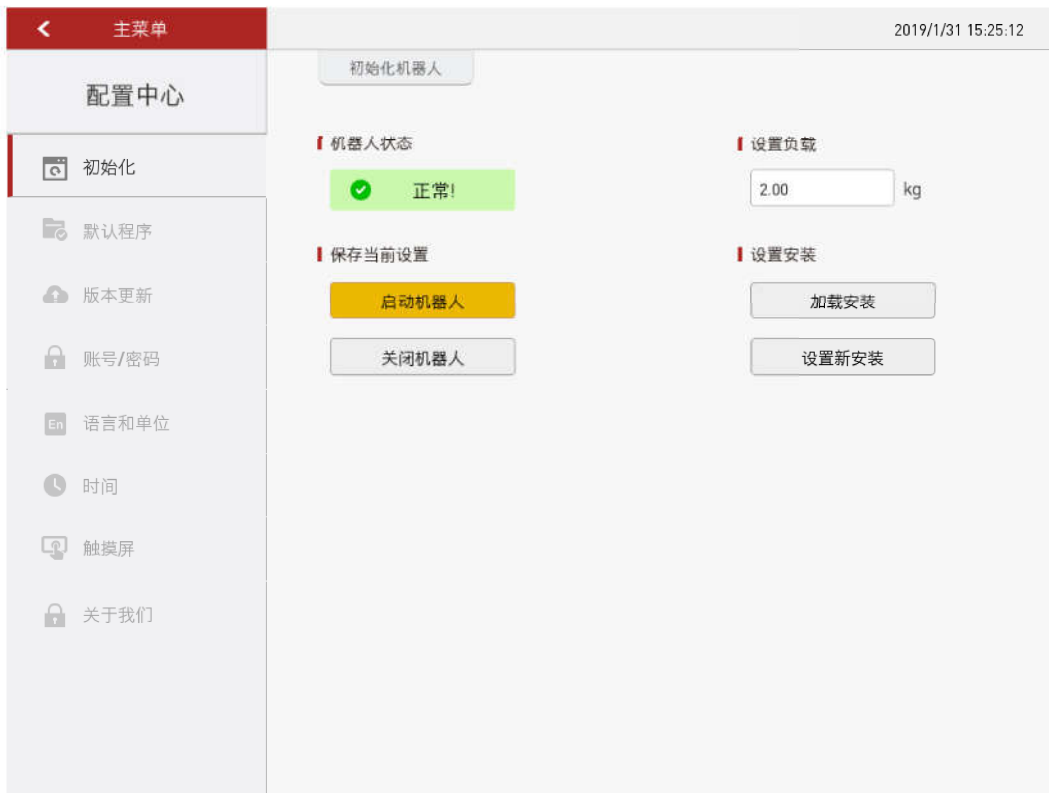 主菜单
2019/1/31 15:25:12
配置中心
初始化机器人
初始化
默认程序
版本更新
账号/密码
En
语言和单位
时间
触摸屏
关于我们
机器人状态
正常!
保存当前设置
启动机器人
关闭机器人
设置负载
2.00
kg
设置安装
加载安装
设置新安装